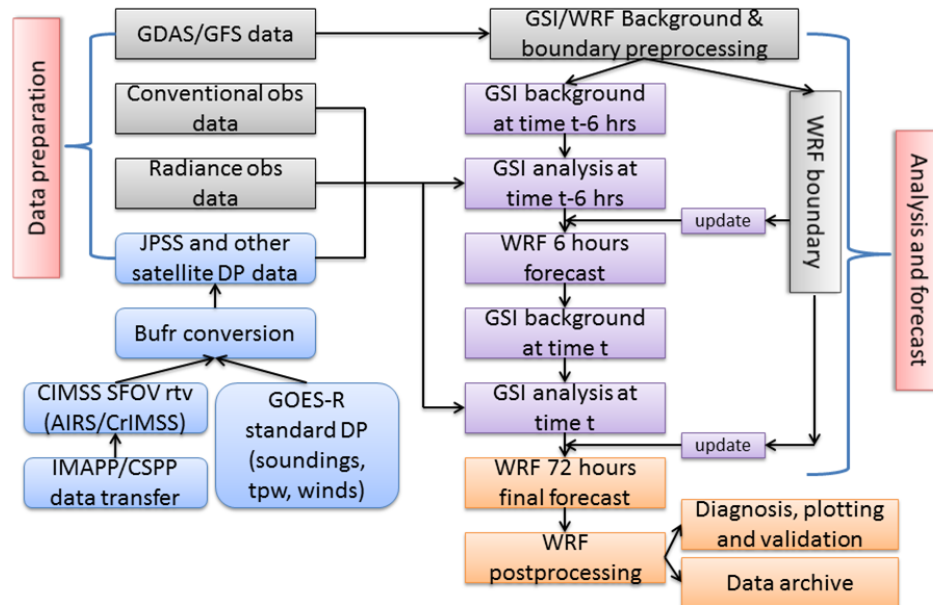 Data preparation
GDAS/GFS data
Conventional obs
data
Radiance obs
data
JPSS and other
satellite DP data
Bufr conversion
CIMSS SFOV rtv
(AIRS/CrIMSS)
IMAPP/CSPP
data transfer
GOES-R
standard DP
(soundings,
tpw, winds)
GSI/WRF Background &
boundary preprocessing
GSI background
at time t-6 hrs
GSI analysis at
time t-6 hrs
update
WRF 6 hours
forecast
GSI background
at time t
GSI analysis at
time t
update
WRF 72 hours
final forecast
WRF
postprocessing
Diagnosis, plotting
and validation
Data archive
WRF boundary
Analysis and forecast